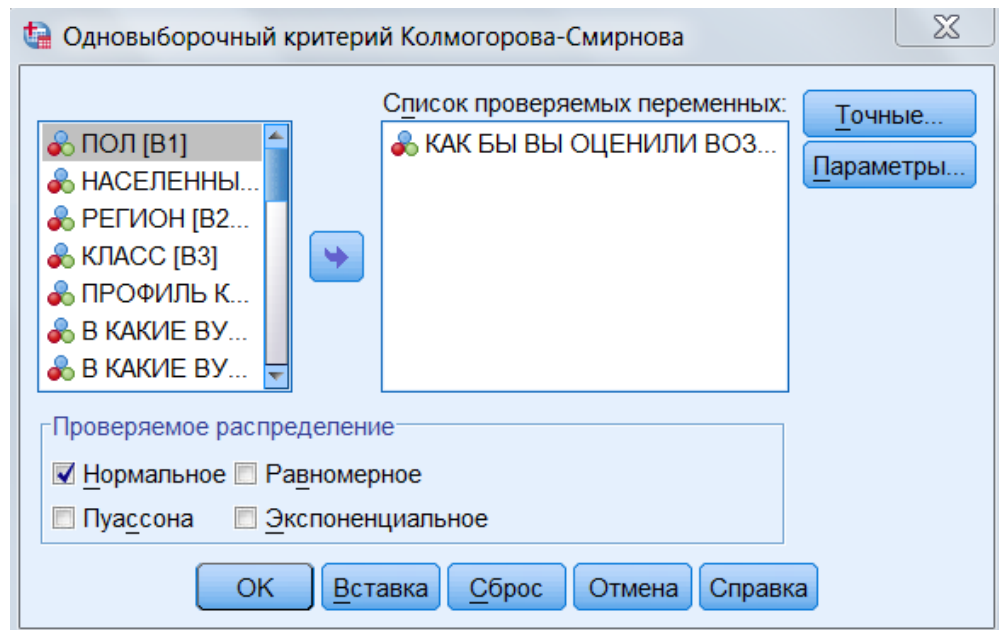 Одновыборочный критерий Колмогорова-Смирнова
Список проверяемых переменных:
ПОЛ [B1]
НАСЕЛЕННЫ...
РЕГИОН [B2...
КЛАСС [B3]
ПРОФИЛЬ К...
В КАКИЕ ВУ...
В КАКИЕ ВУ...
КАК БЫ ВЫ ОЦЕНИЛИ ВОЗ...
Точные...
Параметры...
Проверяемое распределение
Нормальное Равномерное
Пуассона Экспоненциальное
OK Вставка Сброс Отмена Справка